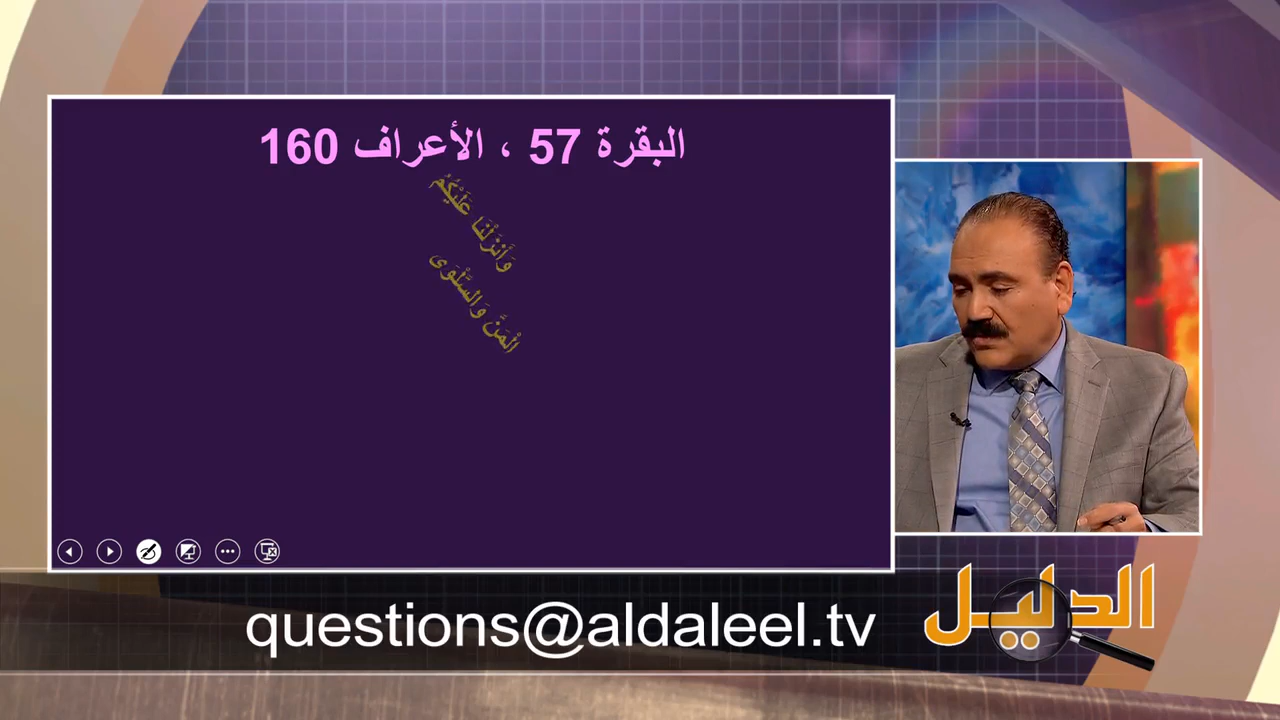 البقرة 57 ، الأعراف 160
وَأَنزَلْنَا عَلَيْكُم
الْمَنَّ وَالسَّلْوَى
questions@aldaleel.tv
الدليل